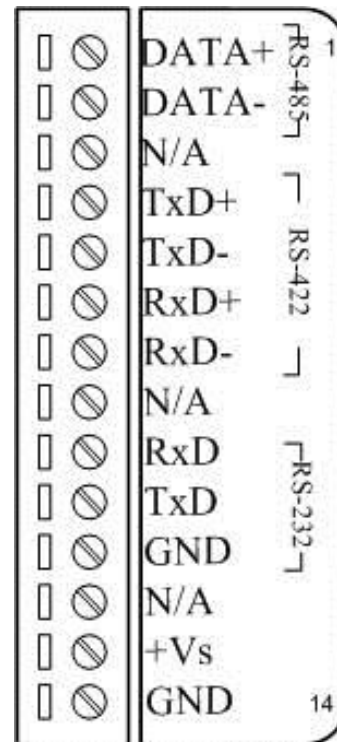 DATA+ 1
DATA-
N/A
TxD+
TxD-
RxD+
RxD-
N/A
RxD
TxD
GND
N/A
+Vs
GND 14
RS-485
RS-422
RS-232